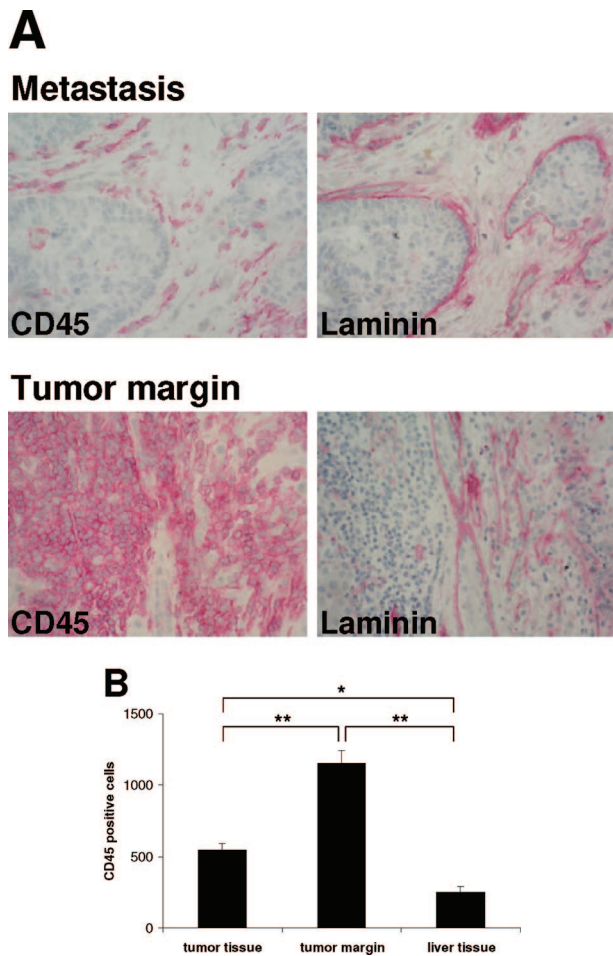 A
Metastasis
CD45
Laminin
Tumor margin
CD45
Laminin
B
*
** **
1500
1000
500
0
CD45 positive cells
tumor tissue tumor margin liver tissue